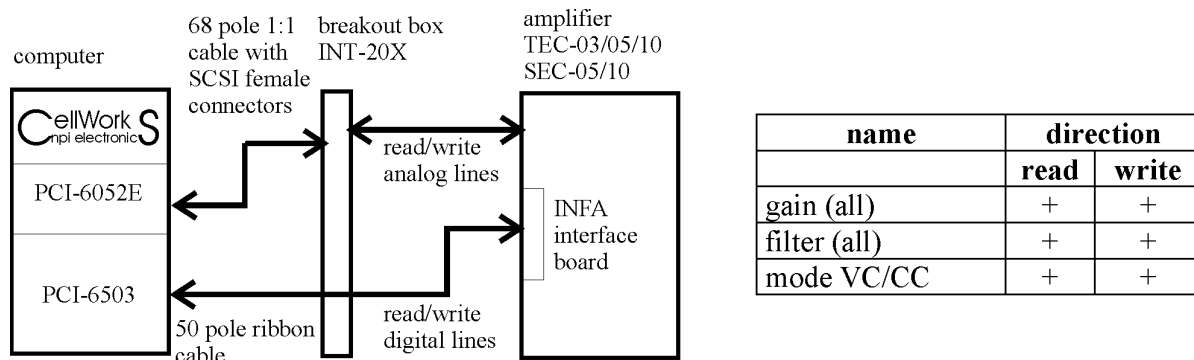 computer
CellWorkS
npi electronic
PCI-6052E
PCI-6503
68 pole 1:1
cable with
SCSI female
connectors
50 pole ribbon
cable
breakout box
INT-20X
read/write
analog lines
read/write
digital lines
amplifier
TEC-03/05/10
SEC-05/10
INFA
interface
board
name direction
read write
gain (all) + +
filter (all) + +
mode VC/CC + +